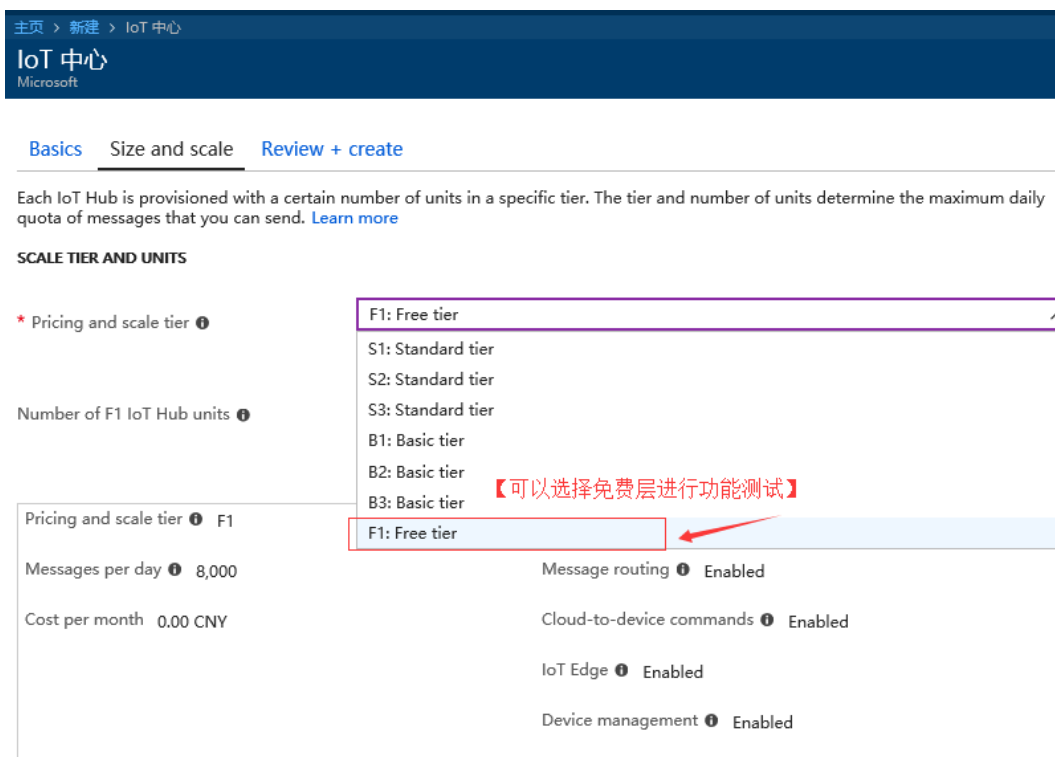 主页 > 新建 > IoT 中心
IoT 中心
Microsoft
Basics Size and scale Review + create
Each IoT Hub is provisioned with a certain number of units in a specific tier. The tier and number of units determine the maximum daily
quota of messages that you can send. Learn more
SCALE TIER AND UNITS
* Pricing and scale tier
F1: Free tier
S1: Standard tier
S2: Standard tier
S3: Standard tier
Number of F1 IoT Hub units
B1: Basic tier
B2: Basic tier
B3: Basic tier
【可以选择免费层进行功能测试】
F1: Free tier
Pricing and scale tier F1
Messages per day 8,000
Cost per month 0.00 CNY
Message routing Enabled
Cloud-to-device commands Enabled
IoT Edge Enabled
Device management Enabled